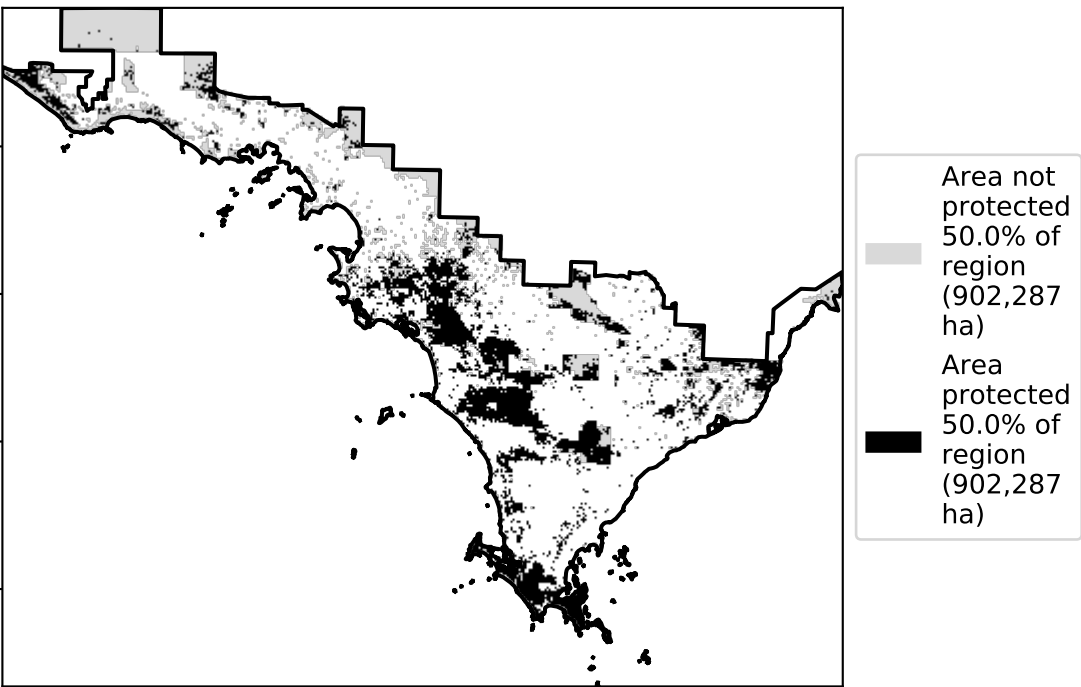 Area not
protected
50.0% of
region
(902,287
ha)
Area
protected
50.0% of
region
(902,287
ha)